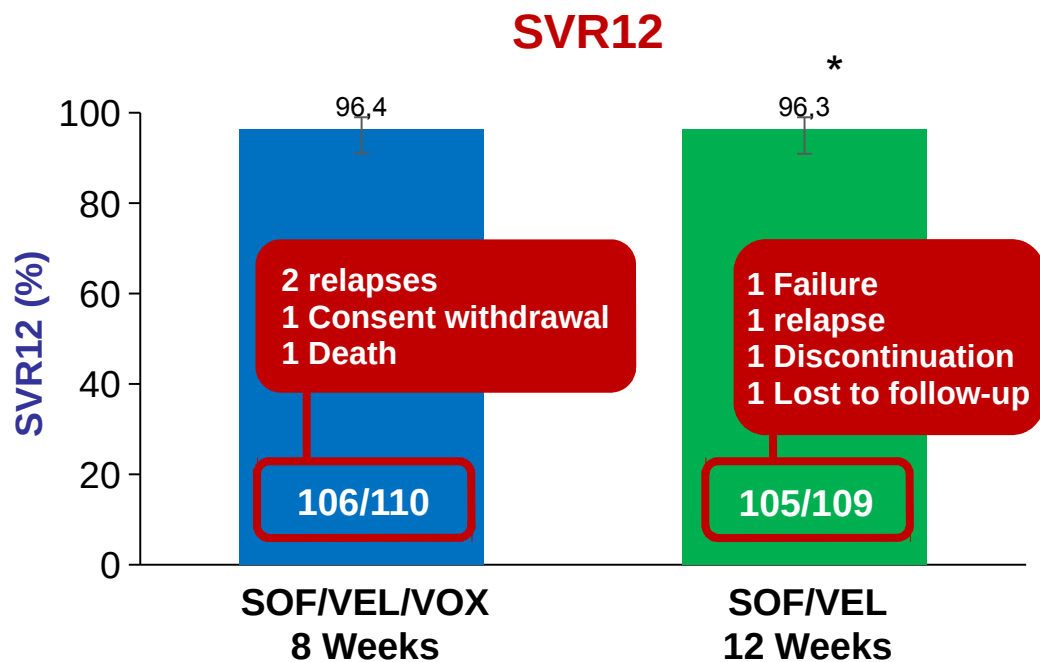 SVR12
*
96,4
96,3
100
80
60
40
20
0
SVR12 (%)
2 relapses
1 Consent withdrawal
1 Death
1 Failure
1 relapse
1 Discontinuation
1 Lost to follow-up
106/110
105/109
SOF/VEL/VOX
8 Weeks
SOF/VEL
12 Weeks